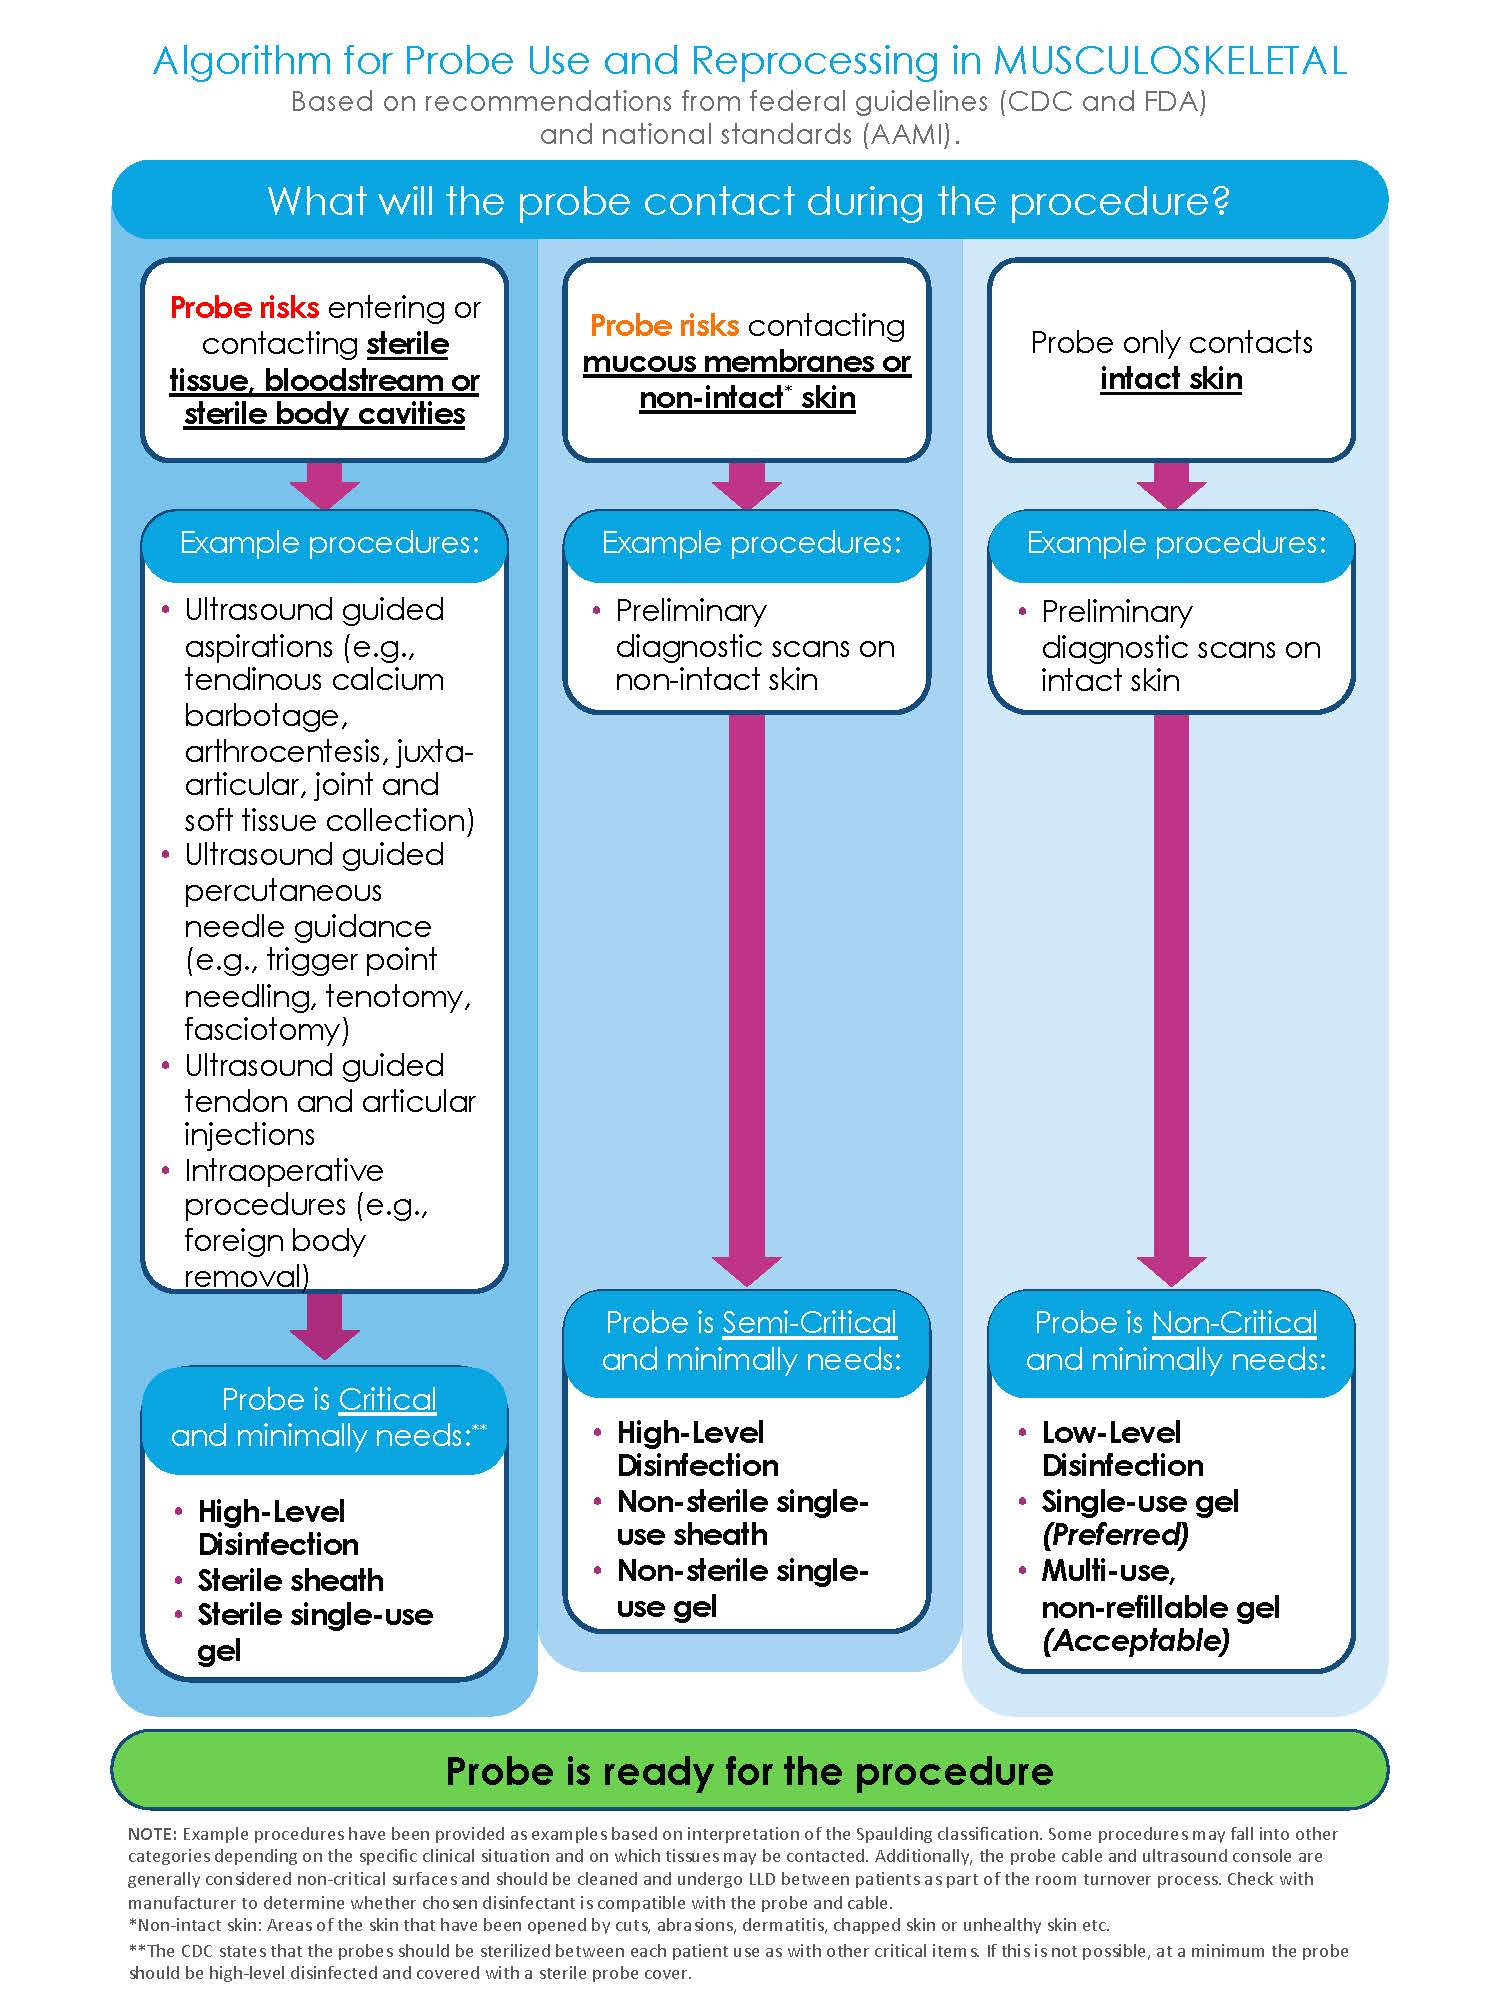 Algorithm for Probe Use and Reprocessing in MUSCULOSKELETAL
Based on recommendations from federal guidelines (CDC and FDA)
and national standards (AAMI).
What will the probe contact during the procedure?
Probe risks entering or
contacting sterile
tissue, bloodstream or
sterile body cavities
Example procedures:
• Ultrasound guided
aspirations (e.g.,
tendinous calcium
barbotage,
arthrocentesis, juxta-
articular, joint and
soft tissue collection)
• Ultrasound guided
percutaneous
needle guidance
(e.g., trigger point
needling, tenotomy,
fasciotomy)
• Ultrasound guided
tendon and articular
injections
• Intraoperative
procedures (e.g.,
foreign body
removal)
Probe is Critical
and minimally needs:**
• High-Level
Disinfection
• Sterile sheath
• Sterile single-use
gel
Probe risks contacting
mucous membranes or
non-intact* skin
Example procedures:
• Preliminary
diagnostic scans on
non-intact skin
Probe is Semi-Critical
and minimally needs:
• High-Level
Disinfection
• Non-sterile single-
use sheath
• Non-sterile single-
use gel
Probe only contacts
intact skin
Example procedures:
• Preliminary
diagnostic scans on
intact skin
Probe is Non-Critical
and minimally needs:
• Low-Level
Disinfection
• Single-use gel
(Preferred)
• Multi-use,
non-refillable gel
(Acceptable)
Probe is ready for the procedure
NOTE: Example procedures have been provided as examples based on interpretation of the Spaulding classification. Some procedures may fall into other
categories depending on the specific clinical situation and on which tissues may be contacted. Additionally, the probe cable and ultrasound console are
generally considered non-critical surfaces and should be cleaned and undergo LLD between patients as part of the room turnover process. Check with
manufacturer to determine whether chosen disinfectant is compatible with the probe and cable.
*Non-intact skin: Areas of the skin that have been opened by cuts, abrasions, dermatitis, chapped skin or unhealthy skin etc.
**The CDC states that the probes should be sterilized between each patient use as with other critical items. If this is not possible, at a minimum the probe
should be high-level disinfected and covered with a sterile probe cover.